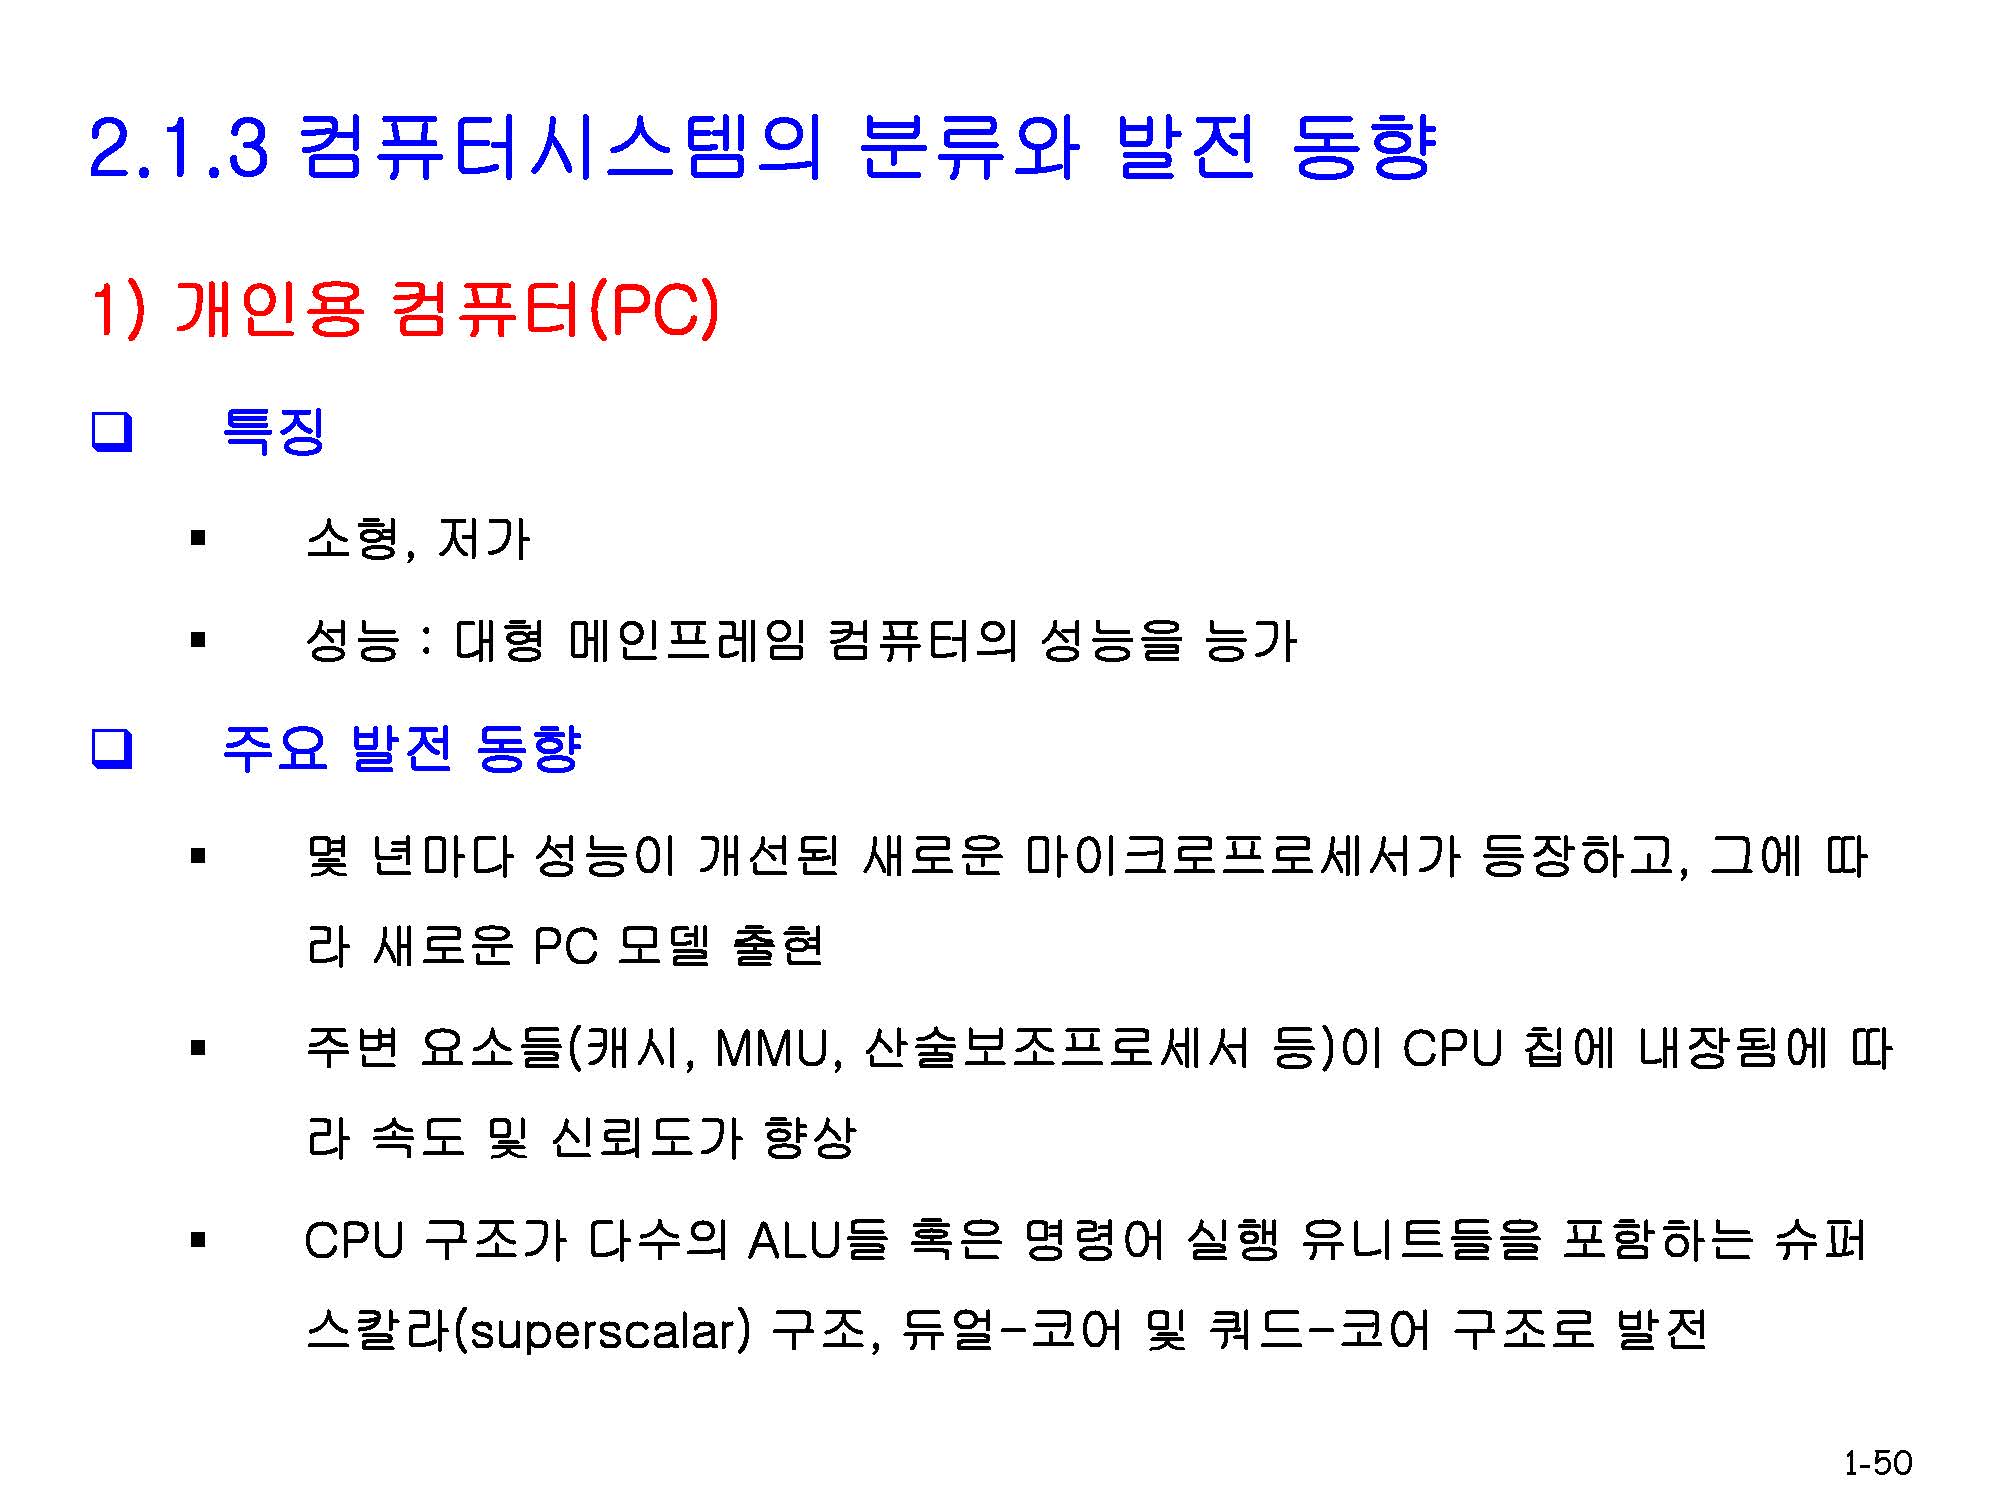 2.1.3 컴퓨터시스템의 분류와 발전 동향
1) 개인용 컴퓨터(PC)
❑ 특징
▪ 소형, 저가
▪ 성능 : 대형 메인프레임 컴퓨터의 성능을 능가
❑ 주요 발전 동향
▪ 몇 년마다 성능이 개선된 새로운 마이크로프로세서가 등장하고, 그에 따
라 새로운 PC 모델 출현
▪ 주변 요소들(캐시, MMU, 산술보조프로세서 등)이 CPU 칩에 내장됨에 따
라 속도 및 신뢰도가 향상
▪ CPU 구조가 다수의 ALU들 혹은 명령어 실행 유니트들을 포함하는 슈퍼
스칼라(superscalar) 구조, 듀얼-코어 및 쿼드-코어 구조로 발전
1-50